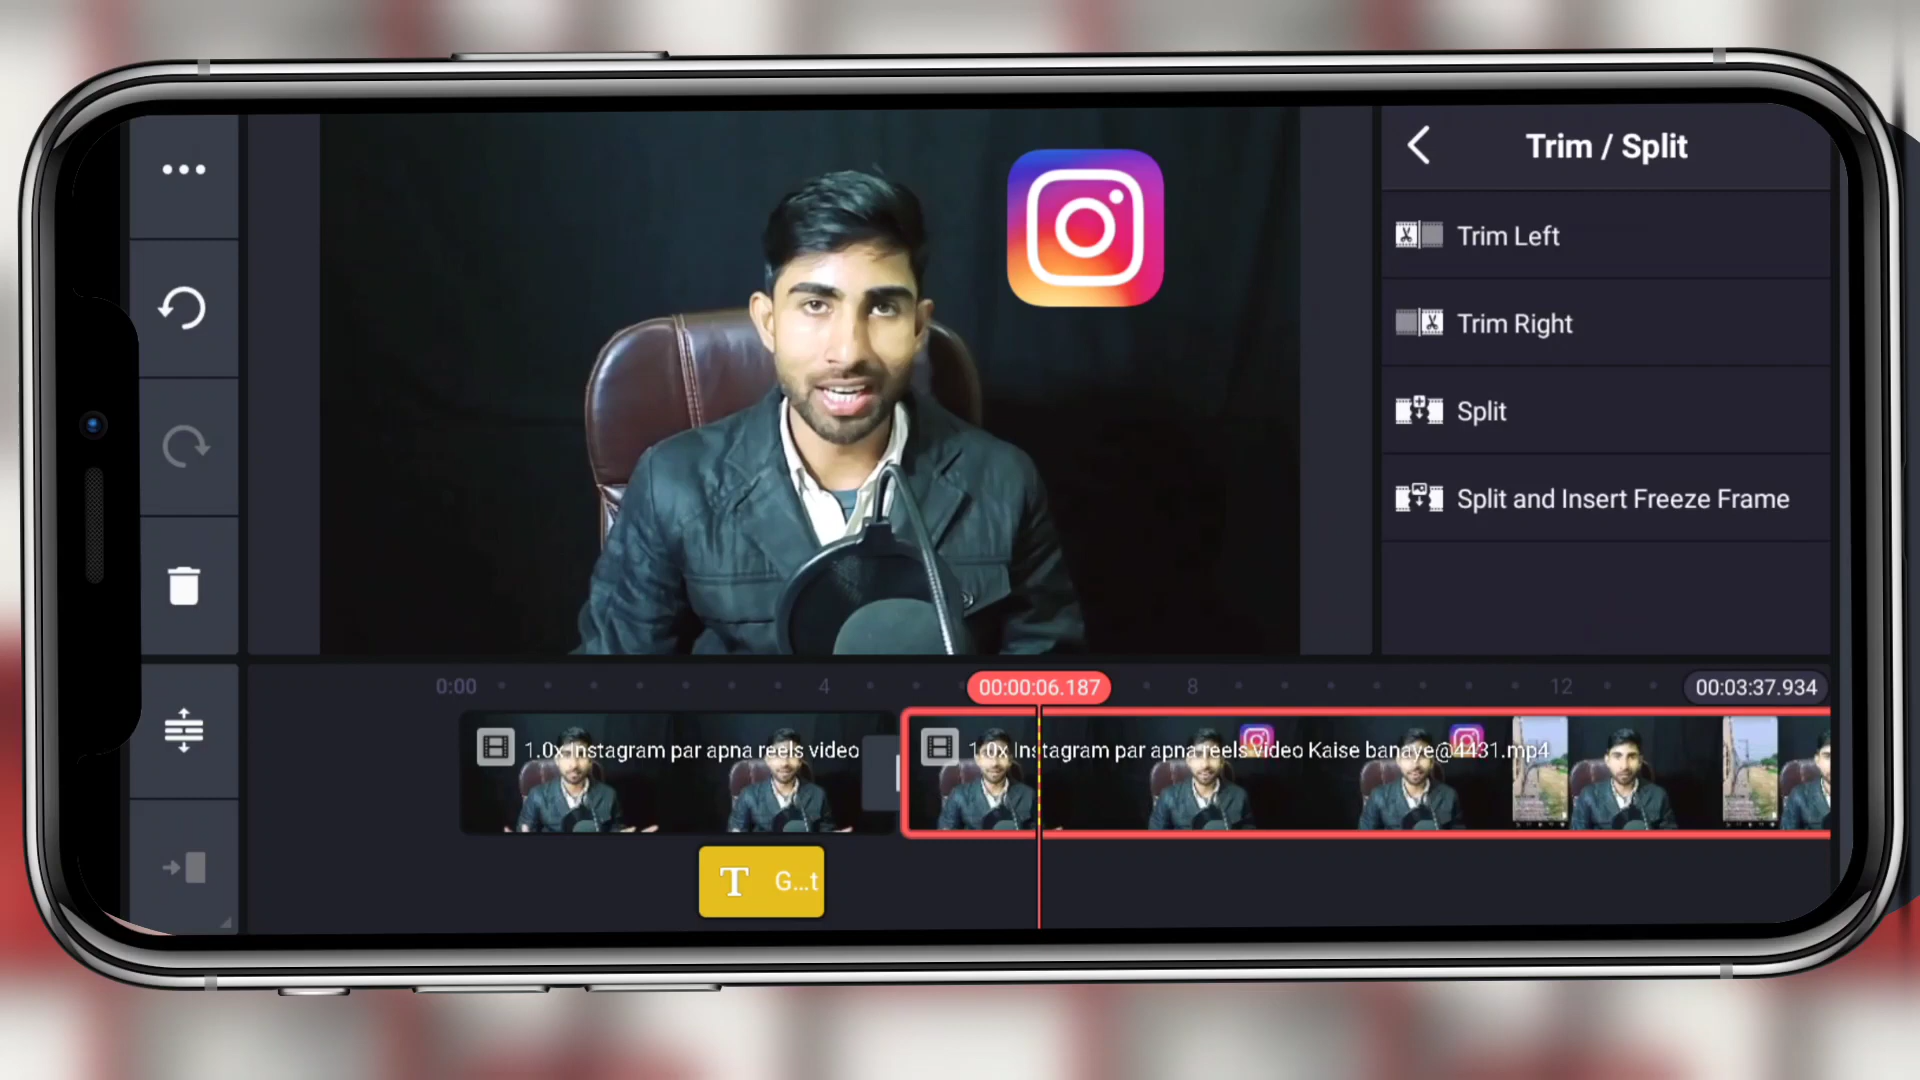 Trim / Split
Trim Left
Trim Right
Split
Split and Insert Freeze Frame
0:00 4 00:00:06.187 8 12 00:03:37.934
1.0x Instagram par apna reels video
1.0x Instagram par apna reels video Kaise banaye@4431.mp4
T G...t